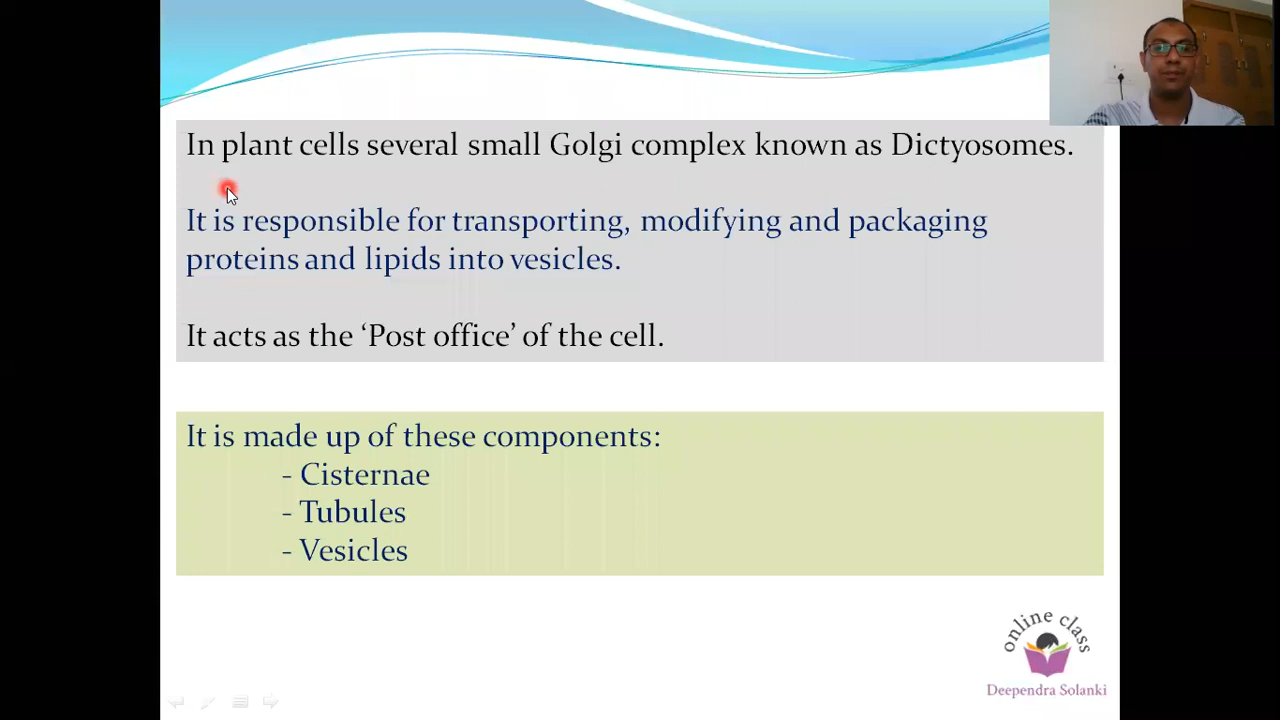 In plant cells several small Golgi complex known as Dictyosomes.
It is responsible for transporting, modifying and packaging
proteins and lipids into vesicles.
It acts as the ‘Post office’ of the cell.
It is made up of these components:
- Cisternae
- Tubules
- Vesicles
online class
Deependra Solanki